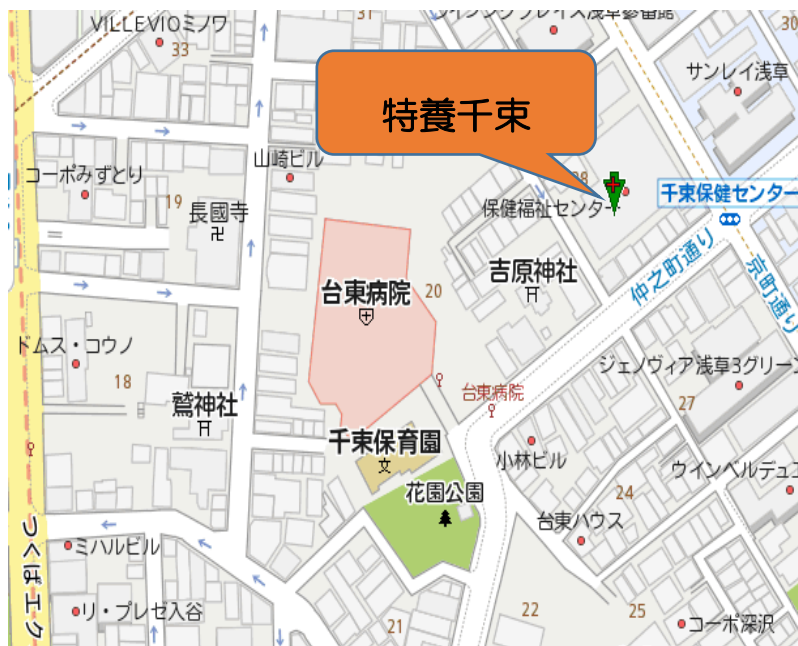 VILLEVIOミノワ
31
30
33
サンレイ浅草
特養千束
山崎ビル
コーポみずとり
19
長國寺
28
保健福祉センター
千束保健センター
仲之町通り
京町通り
吉原神社
台東病院
20
ドムス・コウノ
18
鷲神社
台東病院
ジェノヴィア浅草3グリーン
27
千束保育園
小林ビル
ウインベルデュエ
花園公園
24
台東ハウス
つくばエク
ミハルビル
リ・プレゼ入谷
21
22
25
コーポ深沢